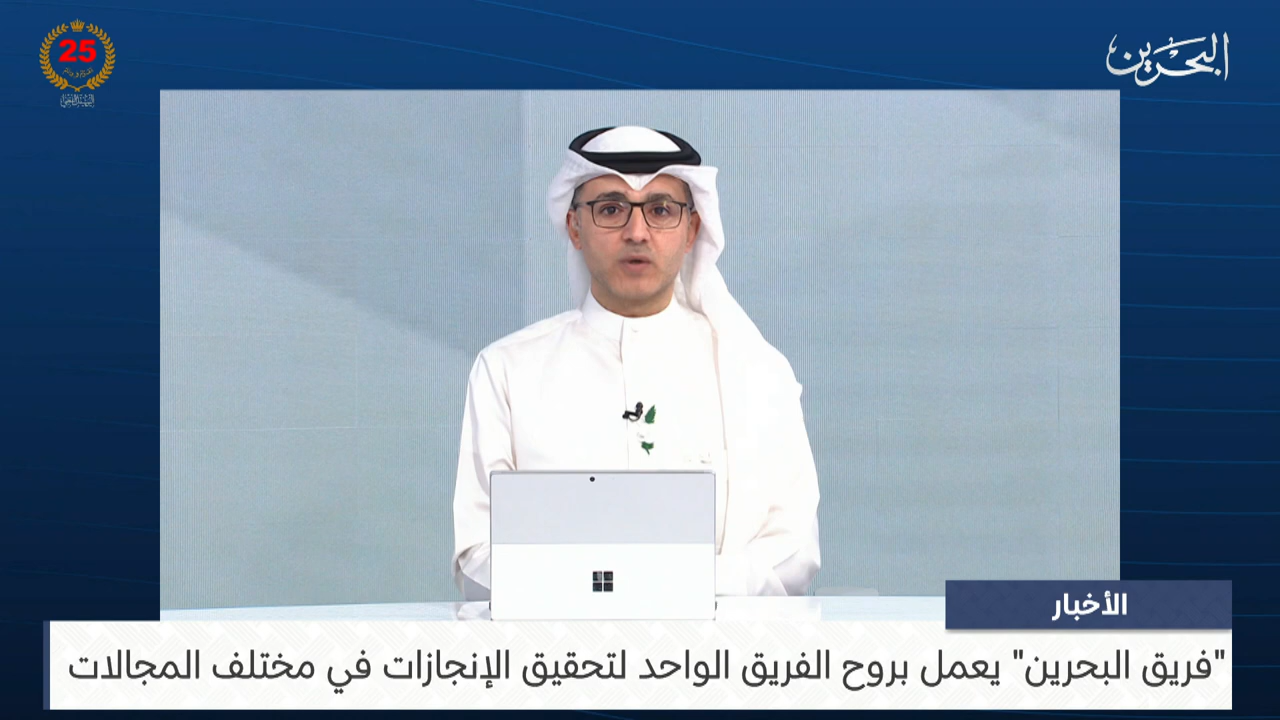 25
البحرين
الأخبار
"فريق البحرين" يعمل بروح الفريق الواحد لتحقيق الإنجازات في مختلف المجالات